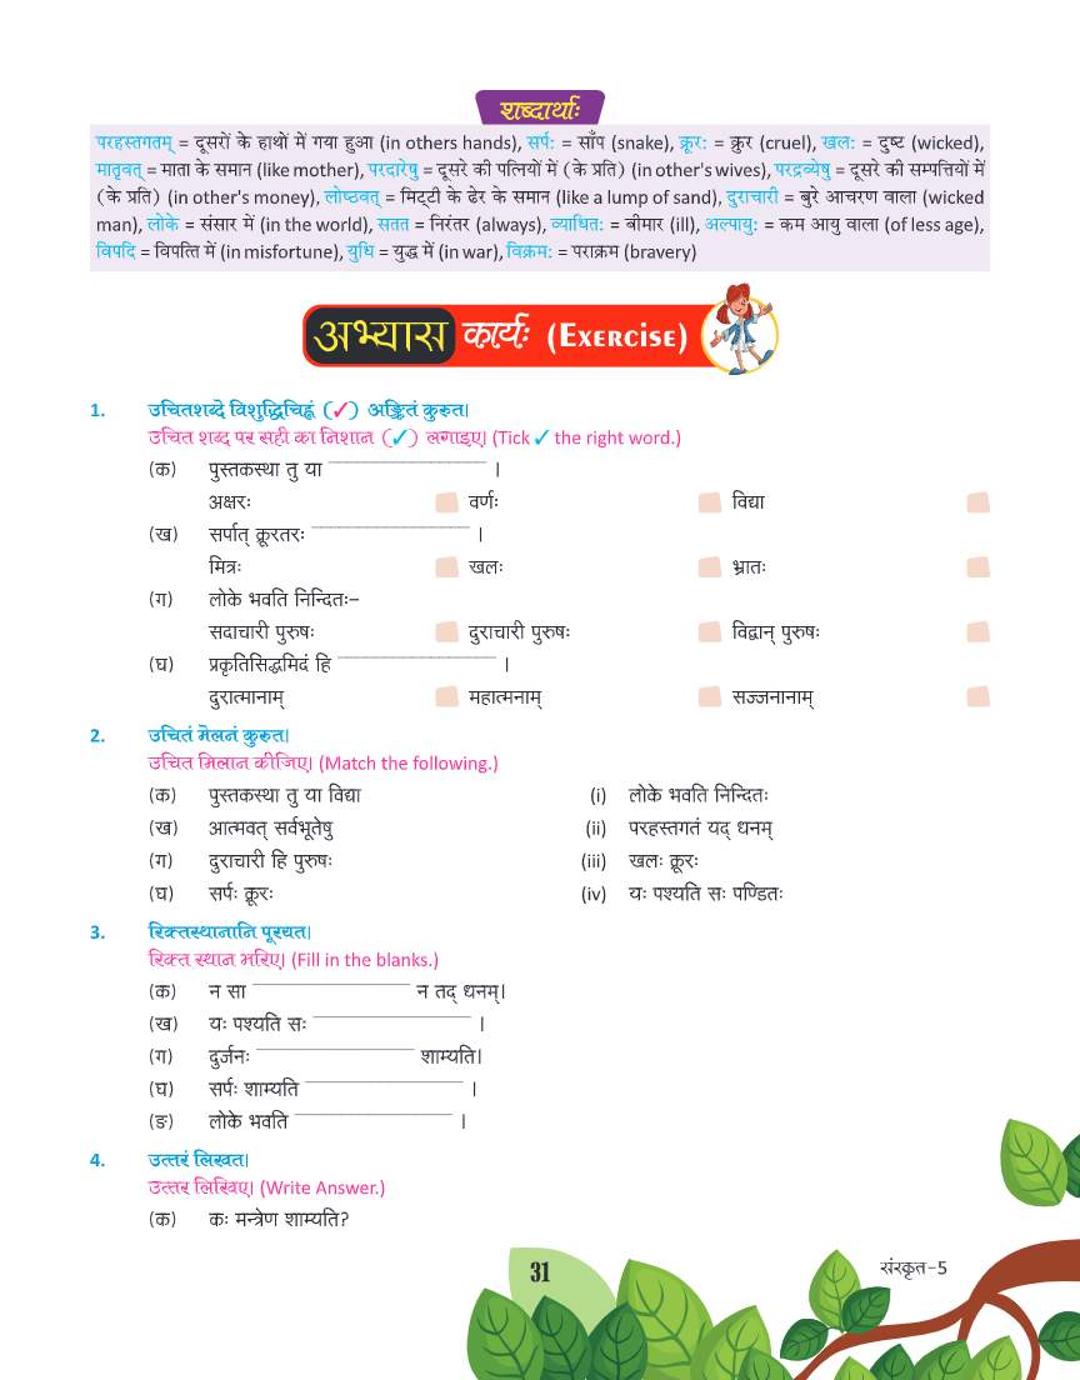 शब्दार्थाः
परहस्तगतम् = दूसरों के हाथों में गया हुआ (in others hands), सर्प: = साँप (snake), क्रूर: = क्रुर (cruel), खल: = दुष्ट (wicked),
मातृवत् = माता के समान (like mother), परदारेषु = दूसरे की पत्नियों में (के प्रति) (in other's wives), परद्रव्येषु = दूसरे की सम्पत्तियों में
(के प्रति) (in other's money), लोष्ठवत् = मिट्टी के ढेर के समान (like a lump of sand), दुराचारी = बुरे आचरण वाला (wicked
man), लोके = संसार में (in the world), सतत = निरंतर (always), व्याधित: = बीमार (ill), अल्पायु: = कम आयु वाला (of less age),
विपदि = विपत्ति में (in misfortune), युधि = युद्ध में (in war), विक्रम: = पराक्रम (bravery)
अभ्यास कार्यः (EXERCISE)
1. उचितशब्दे विशुद्धिचिह्नं (✓) अङ्कितं कुरुत।
उचित शब्द पर सही का निशान (✓) लगाइए। (Tick ✓ the right word.)
(क) पुस्तकस्था तु या ____________ ।
अक्षरः वर्णः विद्या
(ख) सर्पात् क्रूरतरः ____________ ।
मित्रः खलः भ्रातः
(ग) लोके भवति निन्दितः–
सदाचारी पुरुषः दुराचारी पुरुषः विद्वान् पुरुषः
(घ) प्रकृतिसिद्धमिदं हि ____________ ।
दुरात्मानाम् महात्मनाम् सज्जनानाम्
2. उचितं मेलनं कुरुत।
उचित मिलान कीजिए। (Match the following.)
(क) पुस्तकस्था तु या विद्या (i) लोके भवति निन्दितः
(ख) आत्मवत् सर्वभूतेषु (ii) परहस्तगतं यद् धनम्
(ग) दुराचारी हि पुरुषः (iii) खलः क्रूरः
(घ) सर्पः क्रूरः (iv) यः पश्यति सः पण्डितः
3. रिक्तस्थानानि पूरयत।
रिक्त स्थान भरिए। (Fill in the blanks.)
(क) न सा ____________ न तद् धनम्।
(ख) यः पश्यति सः ____________ ।
(ग) दुर्जनः ____________ शाम्यति।
(घ) सर्पः शाम्यति ____________ ।
(ङ) लोके भवति ____________ ।
4. उत्तरं लिखत।
उत्तर लिखिए। (Write Answer.)
(क) कः मन्त्रेण शाम्यति?
31
संस्कृत-5